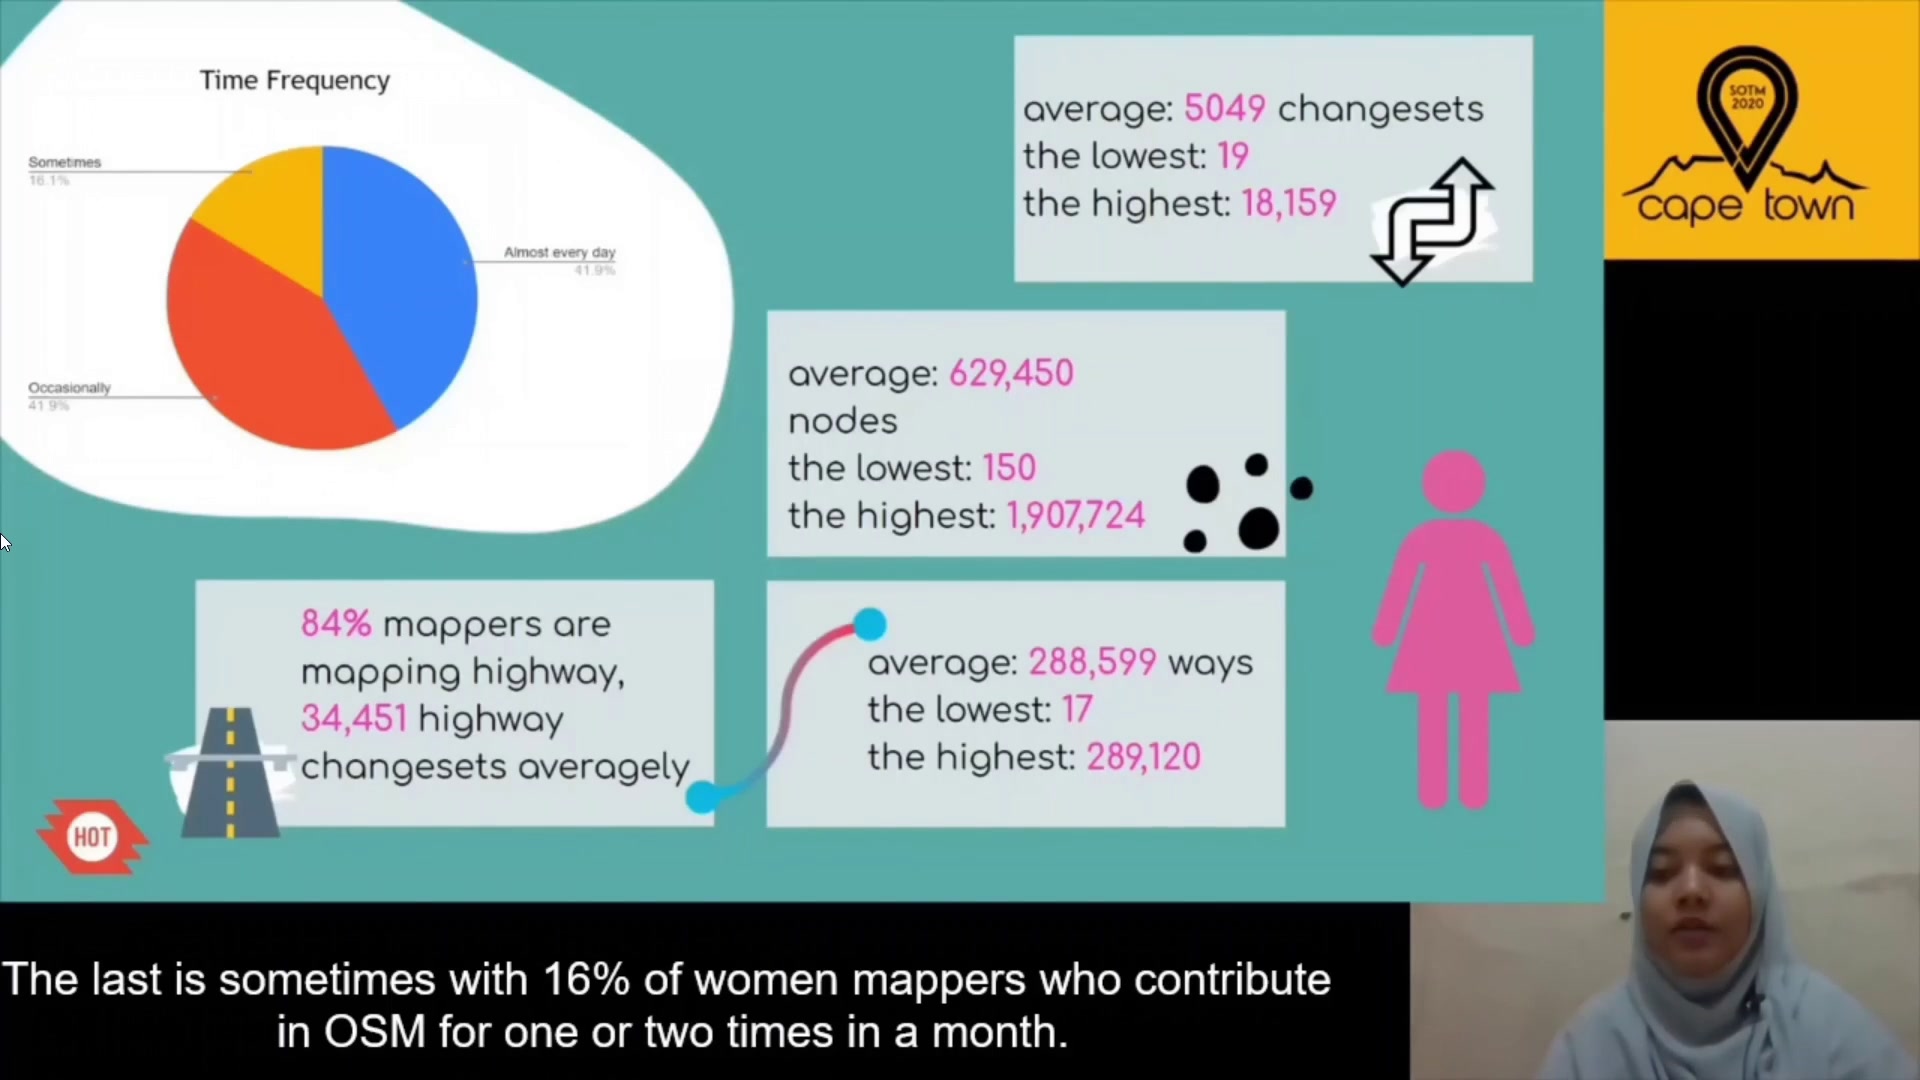 Time Frequency
Sometimes
16.1%
Almost every day
41.9%
Occasionally
41.9%
average: 5049 changesets
the lowest: 19
the highest: 18,159
average: 629,450
nodes
the lowest: 150
the highest: 1,907,724
84% mappers are
mapping highway,
34,451 highway
changesets averagely
average: 288,599 ways
the lowest: 17
the highest: 289,120
HOT
SOTM
2020
cape town
The last is sometimes with 16% of women mappers who contribute
in OSM for one or two times in a month.